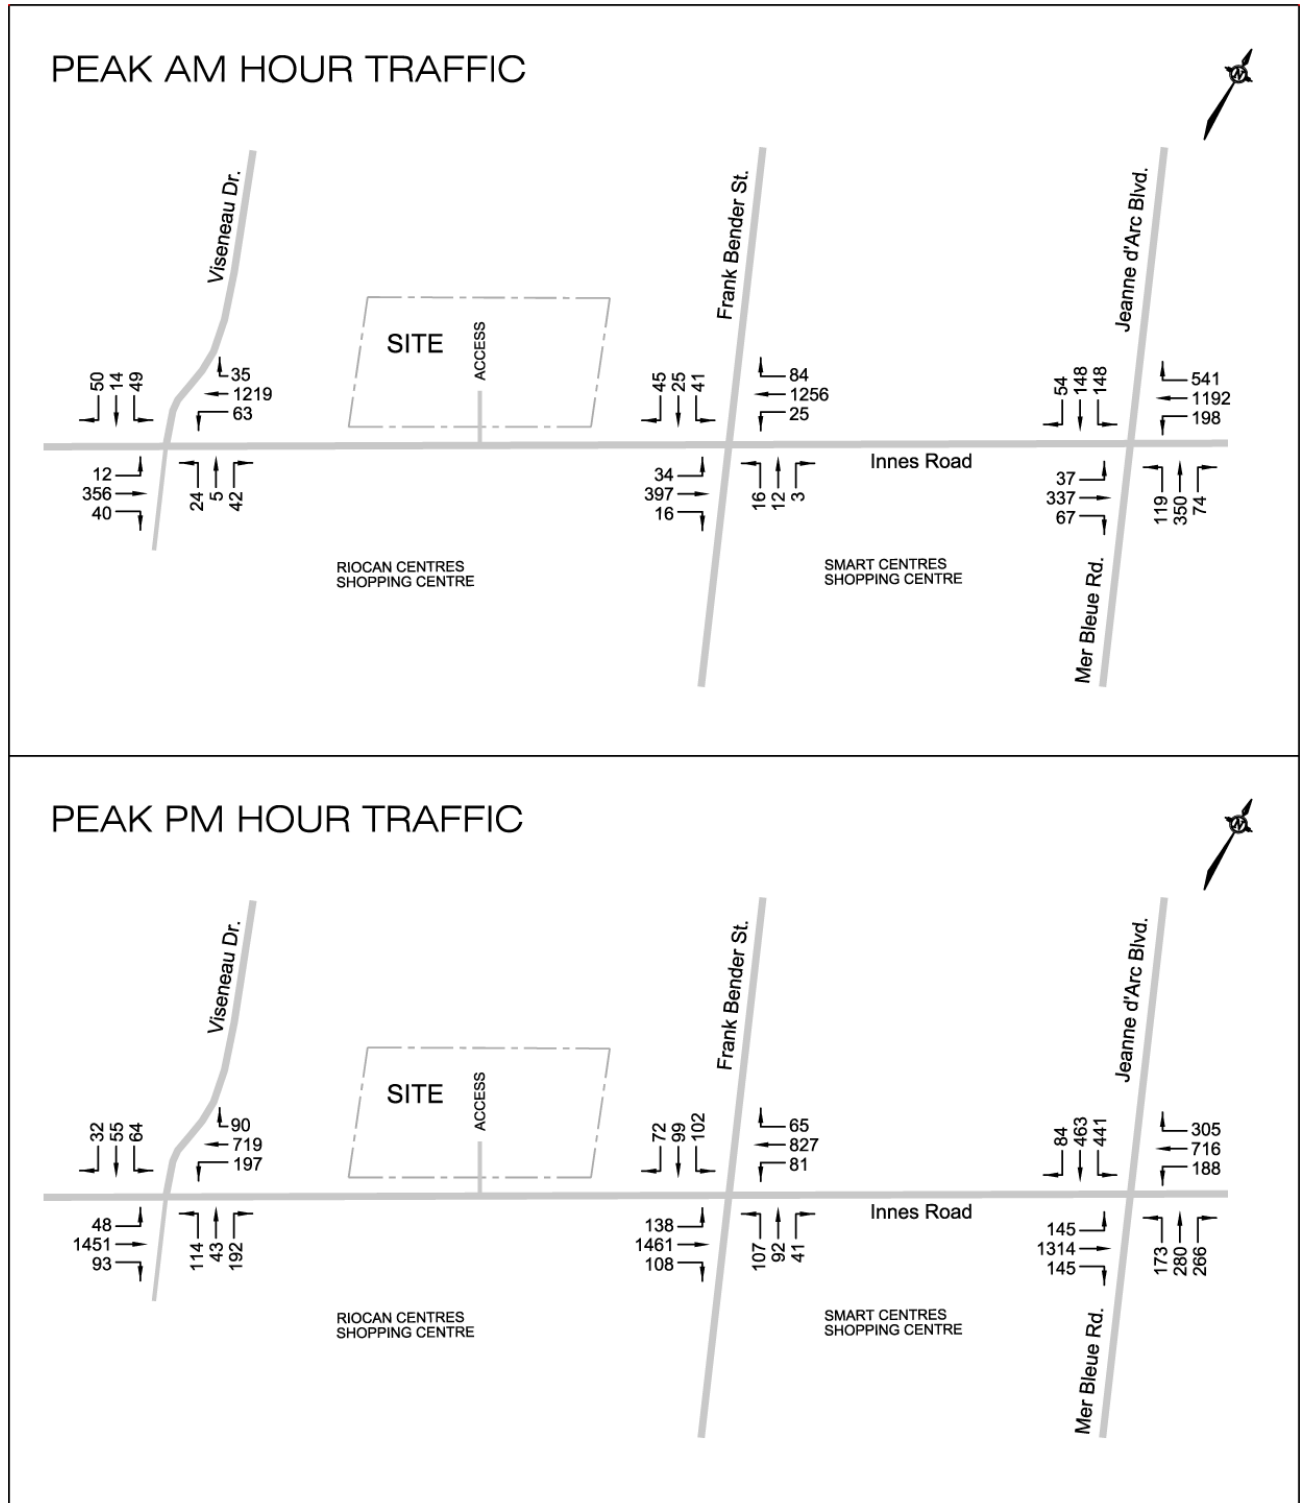 PEAK AM HOUR TRAFFIC
N
Viseneau Dr.
Frank Bender St.
Jeanne d'Arc Blvd.
SITE
ACCESS
50
14
49
35
1219
63
45
25
41
84
1256
25
54
148
148
541
1192
198
Innes Road
12
356
40
24
5
42
34
397
16
16
12
3
37
337
67
119
350
74
RIOCAN CENTRES
SHOPPING CENTRE
SMART CENTRES
SHOPPING CENTRE
Mer Bleue Rd.
PEAK PM HOUR TRAFFIC
N
Viseneau Dr.
Frank Bender St.
Jeanne d'Arc Blvd.
SITE
ACCESS
32
55
64
90
719
197
72
99
102
65
827
81
84
463
441
305
716
188
Innes Road
48
1451
93
114
43
192
138
1461
108
107
92
41
145
1314
145
173
280
266
RIOCAN CENTRES
SHOPPING CENTRE
SMART CENTRES
SHOPPING CENTRE
Mer Bleue Rd.